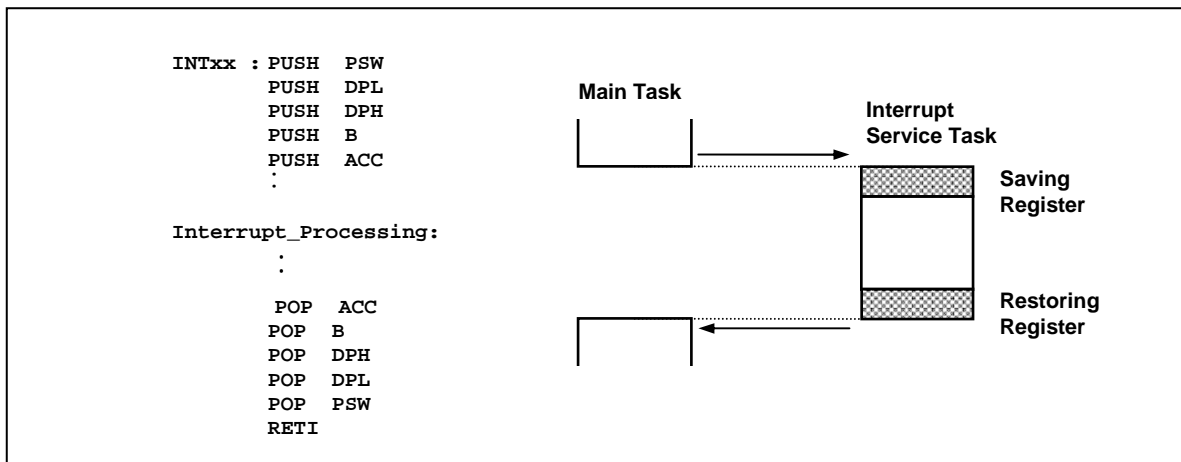 INTxx : PUSH PSW
PUSH DPL
PUSH DPH
PUSH B
PUSH ACC
:
Interrupt_Processing:
:
POP ACC
POP B
POP DPH
POP DPL
POP PSW
RETI
Main Task
Interrupt
Service Task
Saving
Register
Restoring
Register